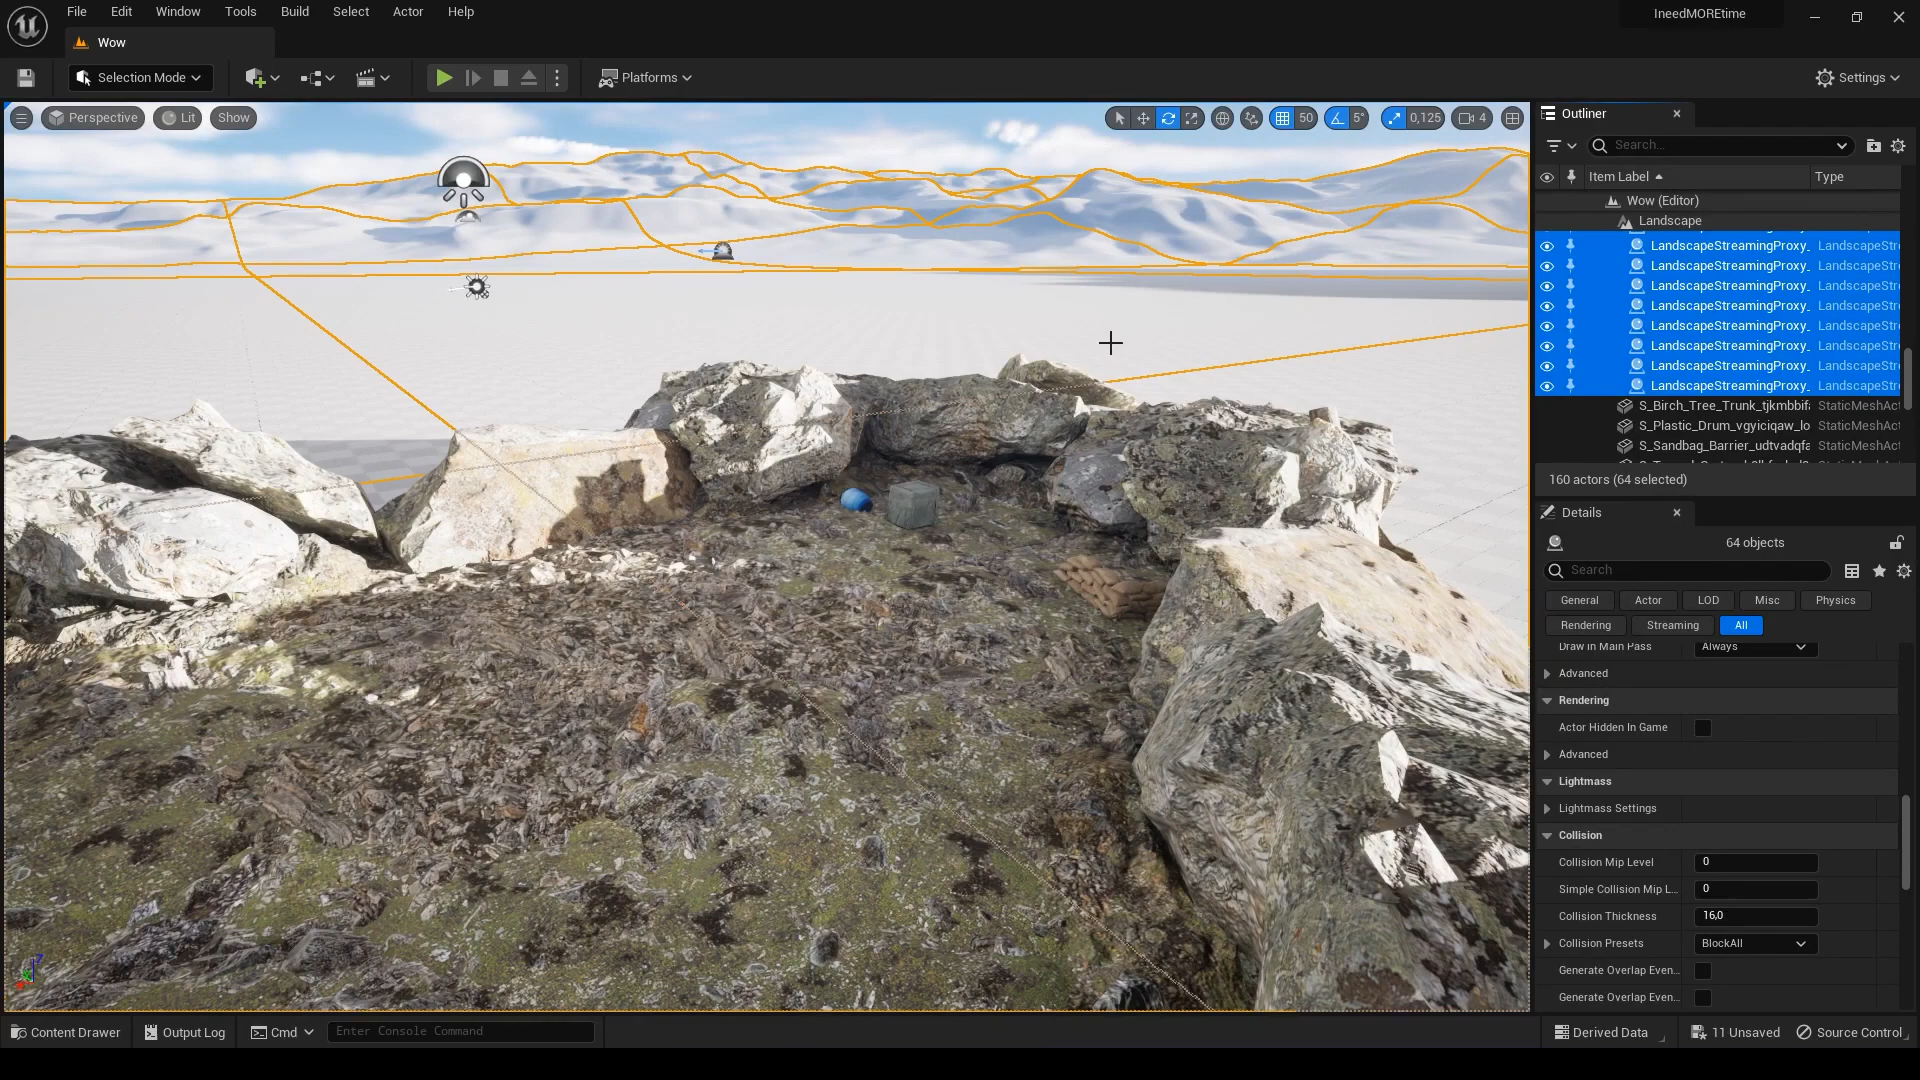 File Edit Window Tools Build Select Actor Help
IneedMOREtime
Wow
Selection Mode
Platforms
Settings
Perspective Lit Show
50 5° 0,125 4
Outliner
Search...
Item Label Type
Wow (Editor)
Landscape
LandscapeStreamingProxy_ LandscapeStr
LandscapeStreamingProxy_ LandscapeStr
LandscapeStreamingProxy_ LandscapeStr
LandscapeStreamingProxy_ LandscapeStr
LandscapeStreamingProxy_ LandscapeStr
LandscapeStreamingProxy_ LandscapeStr
LandscapeStreamingProxy_ LandscapeStr
LandscapeStreamingProxy_ LandscapeStr
S_Birch_Tree_Trunk_tjkmbbifa StaticMeshAct
S_Plastic_Drum_vgyiciqaw_lo StaticMeshAct
S_Sandbag_Barrier_udtvadqfa StaticMeshAct
160 actors (64 selected)
Details
64 objects
Search
General Actor LOD Misc Physics
Rendering Streaming All
Draw in Main Pass Always
Advanced
Rendering
Actor Hidden In Game
Advanced
Lightmass
Lightmass Settings
Collision
Collision Mip Level 0
Simple Collision Mip L... 0
Collision Thickness 16,0
Collision Presets BlockAll
Generate Overlap Even...
Generate Overlap Even...
Content Drawer Output Log Cmd Enter Console Command
Derived Data 11 Unsaved Source Control